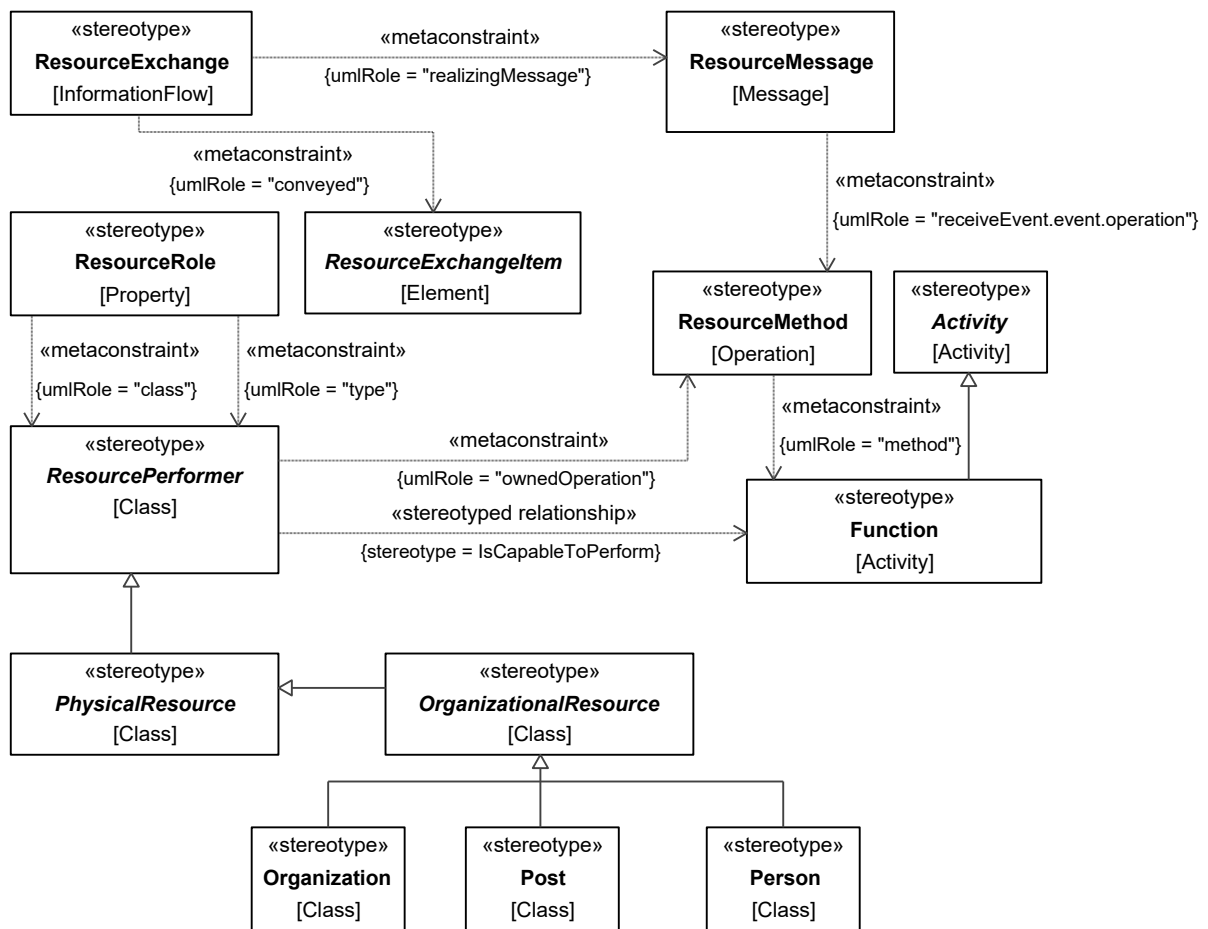 «stereotype»
ResourceExchange
[InformationFlow]
«metaconstraint»
{umlRole = "realizingMessage"}
«stereotype»
ResourceMessage
[Message]
«metaconstraint»
{umlRole = "conveyed"}
«metaconstraint»
{umlRole = "receiveEvent.event.operation"}
«stereotype»
ResourceRole
[Property]
«stereotype»
ResourceExchangeItem
[Element]
«stereotype»
ResourceMethod
[Operation]
«stereotype»
Activity
[Activity]
«metaconstraint»
{umlRole = "class"}
«metaconstraint»
{umlRole = "type"}
«metaconstraint»
{umlRole = "method"}
«stereotype»
ResourcePerformer
[Class]
«metaconstraint»
{umlRole = "ownedOperation"}
«stereotyped relationship»
{stereotype = IsCapableToPerform}
«stereotype»
Function
[Activity]
«stereotype»
PhysicalResource
[Class]
«stereotype»
OrganizationalResource
[Class]
«stereotype»
Organization
[Class]
«stereotype»
Post
[Class]
«stereotype»
Person
[Class]